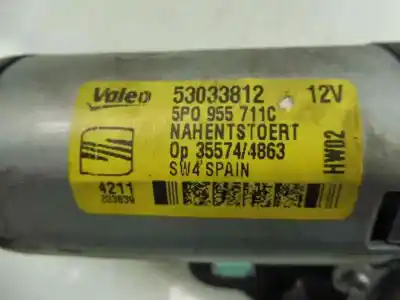 Valeo 53033812 12V
5P0 955 711C
NAHENTSTOERT
Op 35574/4863
SW4 SPAIN
HW02
4211